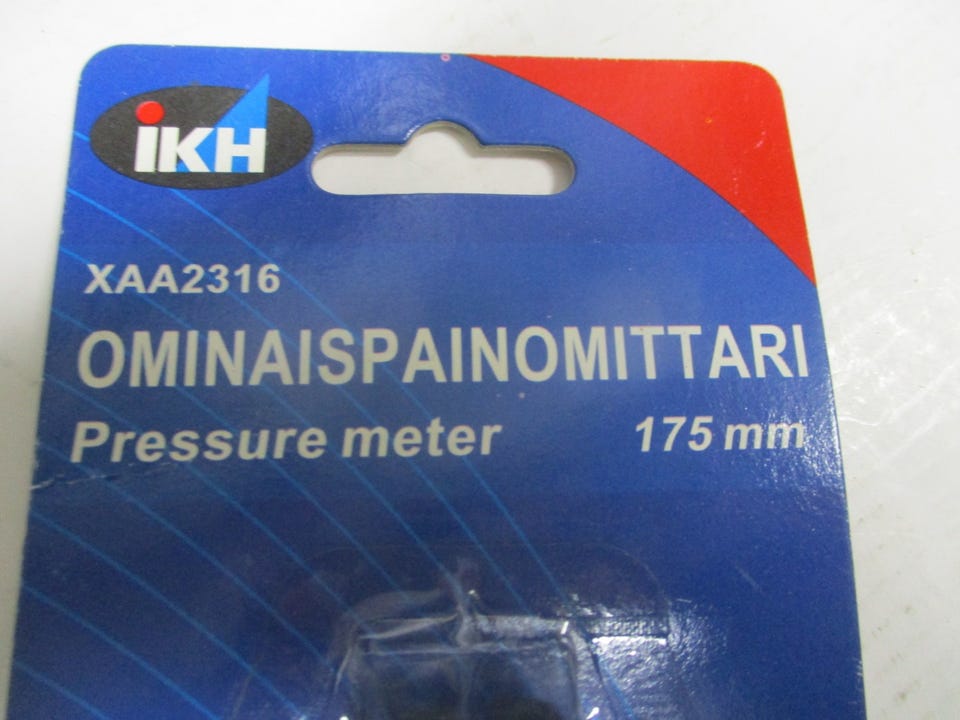 iKH
XAA2316
OMINAISPAINOMITTARI
Pressure meter 175 mm